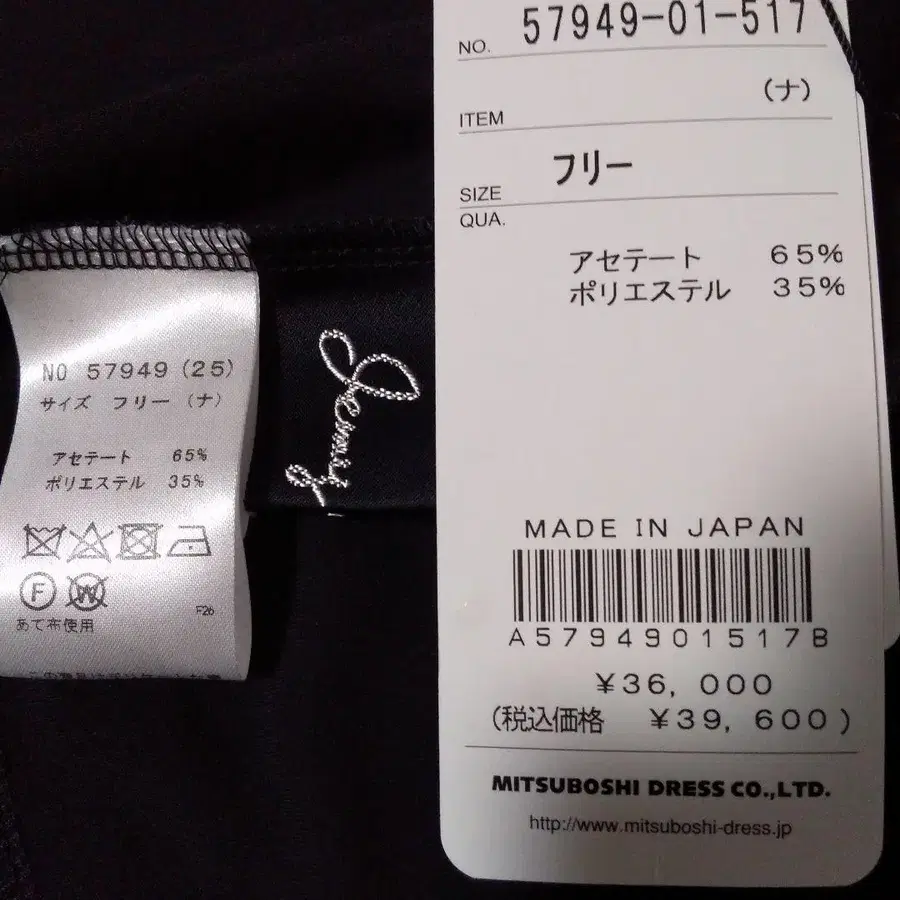 NO 57949 (25)
サイズ フリー (ナ)
アセテート 65%
ポリエステル 35%
F
W
F26
あて布使用
Jenny
NO. 57949-01-517
ITEM (ナ)
SIZE フリー
QUA.
アセテート 65%
ポリエステル 35%
MADE IN JAPAN
A5794901517B
¥36,000
(税込価格 ¥39,600)
MITSUBOSHI DRESS CO.,LTD.
http://www.mitsuboshi-dress.jp